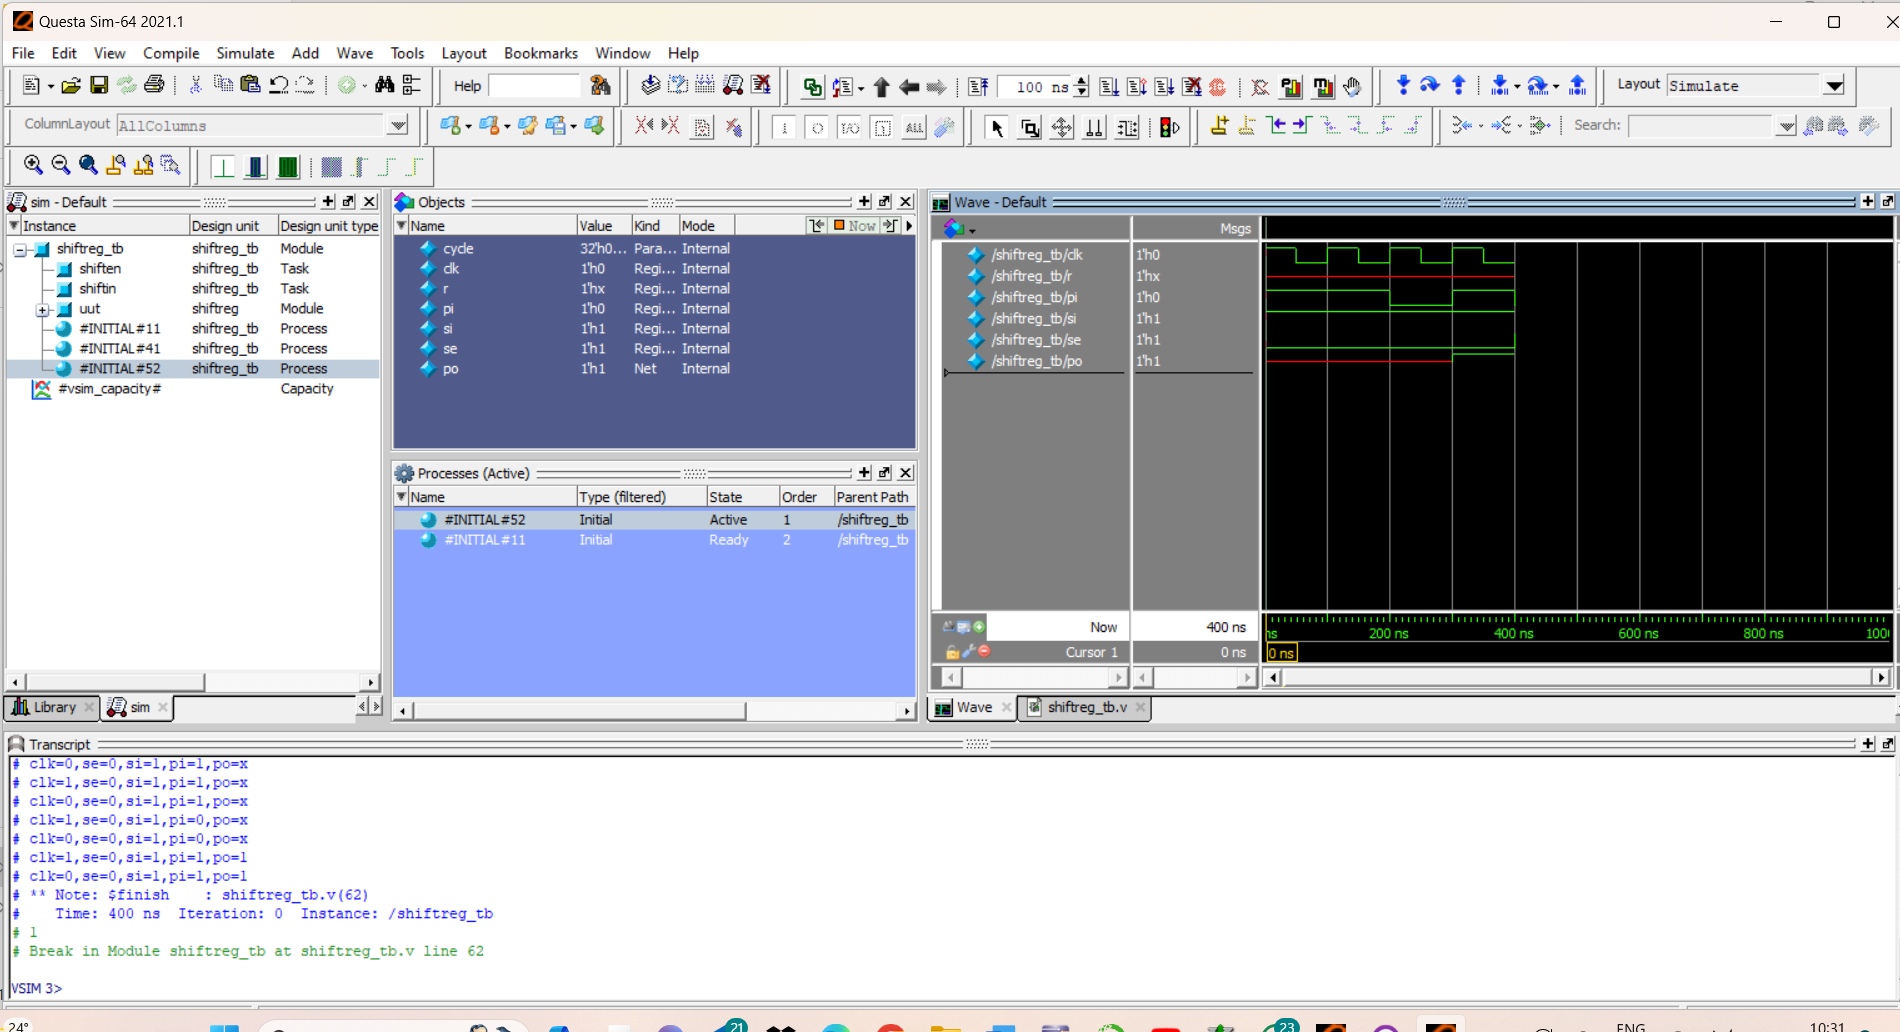 Questa Sim-64 2021.1
File Edit View Compile Simulate Add Wave Tools Layout Bookmarks Window Help
Help 100 ns Layout Simulate
ColumnLayout AllColumns Search:
sim - Default
Instance Design unit Design unit type
shiftreg_tb shiftreg_tb Module
shiften shiftreg_tb Task
shiftin shiftreg_tb Task
uut shiftreg Module
#INITIAL#11 shiftreg_tb Process
#INITIAL#41 shiftreg_tb Process
#INITIAL#52 shiftreg_tb Process
#vsim_capacity# Capacity
Library sim
Objects
Name Value Kind Mode Now
cycle 32'h0... Para... Internal
clk 1'h0 Regi... Internal
r 1'hx Regi... Internal
pi 1'h0 Regi... Internal
si 1'h1 Regi... Internal
se 1'h1 Regi... Internal
po 1'h1 Net Internal
Processes (Active)
Name Type (filtered) State Order Parent Path
#INITIAL#52 Initial Active 1 /shiftreg_tb
#INITIAL#11 Initial Ready 2 /shiftreg_tb
Wave - Default
Msgs
/shiftreg_tb/clk 1'h0
/shiftreg_tb/r 1'hx
/shiftreg_tb/pi 1'h0
/shiftreg_tb/si 1'h1
/shiftreg_tb/se 1'h1
/shiftreg_tb/po 1'h1
Now 400 ns ns 200 ns 400 ns 600 ns 800 ns 1000
Cursor 1 0 ns 0 ns
Wave shiftreg_tb.v
Transcript
# clk=0,se=0,si=1,pi=1,po=x
# clk=1,se=0,si=1,pi=1,po=x
# clk=0,se=0,si=1,pi=1,po=x
# clk=1,se=0,si=1,pi=0,po=x
# clk=0,se=0,si=1,pi=0,po=x
# clk=1,se=0,si=1,pi=1,po=1
# clk=0,se=0,si=1,pi=1,po=1
# ** Note: $finish    : shiftreg_tb.v(62)
#    Time: 400 ns  Iteration: 0  Instance: /shiftreg_tb
# 1
# Break in Module shiftreg_tb at shiftreg_tb.v line 62
VSIM 3>
24° 21 23 ENG 10:31